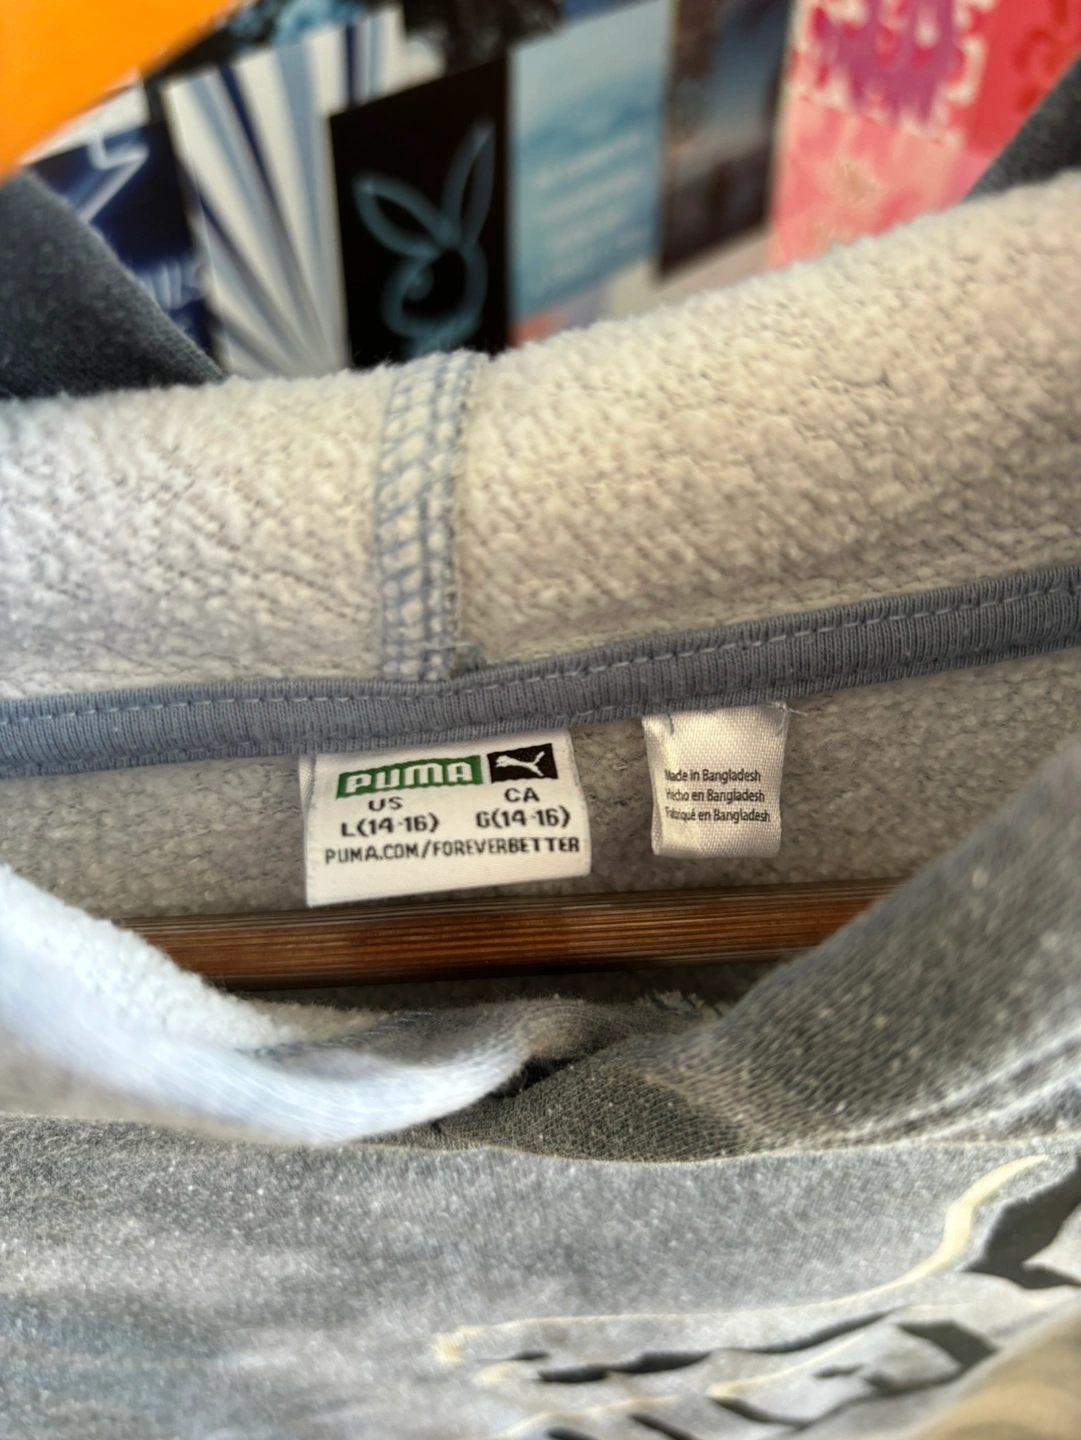 PUMA
US CA
L(14-16) G(14-16)
PUMA.COM/FOREVERBETTER
Made in Bangladesh
Hecho en Bangladesh
Fabriqué en Bangladesh